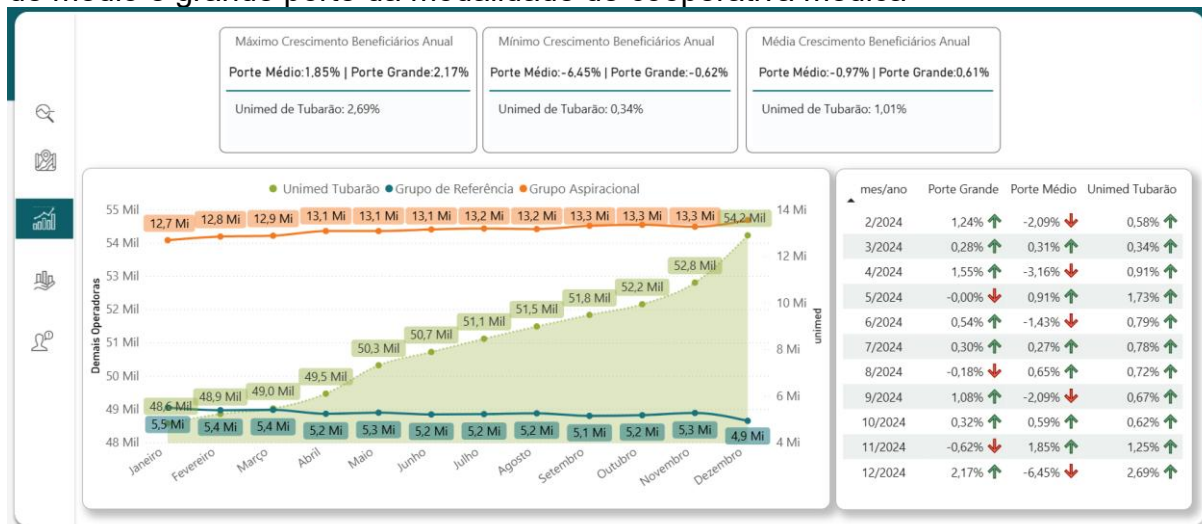 de médio e grande porte da modalidade de cooperativa médica
Máximo Crescimento Beneficiários Anual
Porte Médio:1,85% | Porte Grande:2,17%
Unimed de Tubarão: 2,69%
Mínimo Crescimento Beneficiários Anual
Porte Médio:-6,45% | Porte Grande:-0,62%
Unimed de Tubarão: 0,34%
Média Crescimento Beneficiários Anual
Porte Médio:-0,97% | Porte Grande:0,61%
Unimed de Tubarão: 1,01%
Unimed Tubarão Grupo de Referência Grupo Aspiracional
Demais Operadoras
55 Mil
54 Mil
53 Mil
52 Mil
51 Mil
50 Mil
49 Mil
48 Mil
12,7 Mi 12,8 Mi 12,9 Mi 13,1 Mi 13,1 Mi 13,1 Mi 13,2 Mi 13,2 Mi 13,3 Mi 13,3 Mi 13,3 Mi
48,6 Mil 48,9 Mil 49,0 Mil 49,5 Mil 50,3 Mil 50,7 Mil 51,1 Mil 51,5 Mil 51,8 Mil 52,2 Mil 52,8 Mil 54,2 Mil
5,5 Mi 5,4 Mi 5,4 Mi 5,2 Mi 5,3 Mi 5,2 Mi 5,2 Mi 5,2 Mi 5,1 Mi 5,2 Mi 5,3 Mi 4,9 Mi
14 Mi
12 Mi
10 Mi
8 Mi
6 Mi
4 Mi
unimed
Janeiro Fevereiro Março Abril Maio Junho Julho Agosto Setembro Outubro Novembro Dezembro
mes/ano Porte Grande Porte Médio Unimed Tubarão
2/2024 1,24% -2,09% 0,58%
3/2024 0,28% 0,31% 0,34%
4/2024 1,55% -3,16% 0,91%
5/2024 -0,00% 0,91% 1,73%
6/2024 0,54% -1,43% 0,79%
7/2024 0,30% 0,27% 0,78%
8/2024 -0,18% 0,65% 0,72%
9/2024 1,08% -2,09% 0,67%
10/2024 0,32% 0,59% 0,62%
11/2024 -0,62% 1,85% 1,25%
12/2024 2,17% -6,45% 2,69%